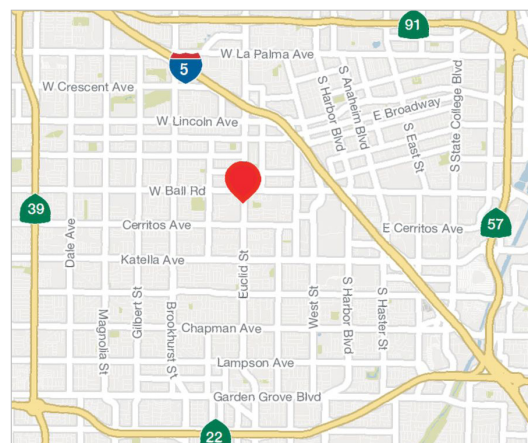 91
W La Palma Ave
5
W Crescent Ave
S Harbor Blvd
S Anaheim Blvd
S State College Blvd
E Broadway
W Lincoln Ave
S East St
W Ball Rd
39
Cerritos Ave
E Cerritos Ave
57
Dale Ave
Katella Ave
Euclid St
Magnolia St
Gilbert St
Brookhurst St
West St
S Harbor Blvd
S Haster St
Chapman Ave
Lampson Ave
Garden Grove Blvd
22